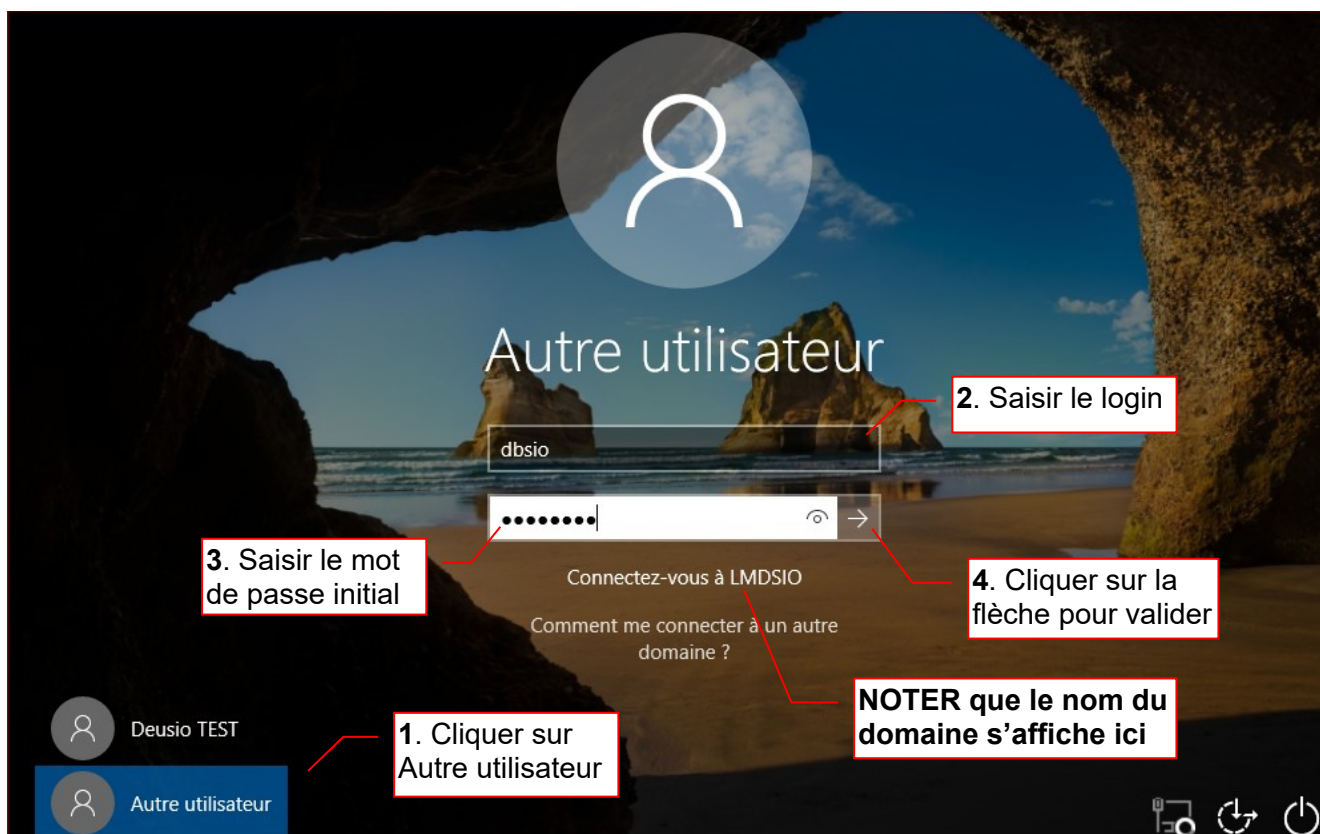 Autre utilisateur
2. Saisir le login
dbsio
3. Saisir le mot
de passe initial
Connectez-vous à LMDSIO
4. Cliquer sur la
flèche pour valider
Comment me connecter à un autre
domaine ?
NOTER que le nom du
domaine s’affiche ici
Deusio TEST
1. Cliquer sur
Autre utilisateur
Autre utilisateur